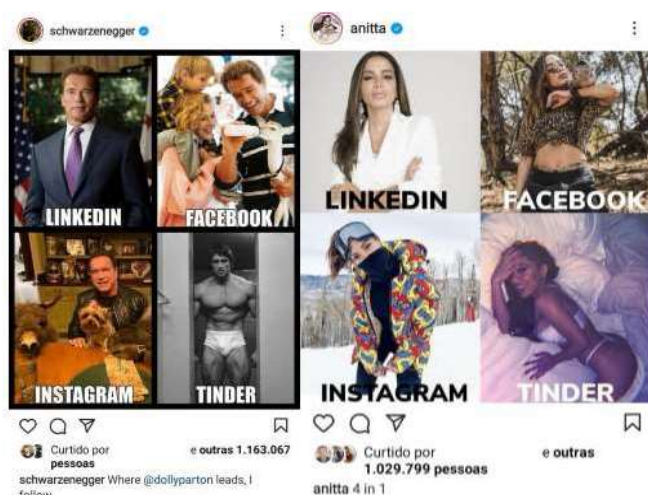 schwarzenegger
LINKEDIN
FACEBOOK
INSTAGRAM
TINDER
Curtido por
pessoas
e outras 1.163.067
schwarzenegger Where @dollyparton leads, I
follow
anitta
LINKEDIN
FACEBOOK
INSTAGRAM
TINDER
Curtido por
e outras
1.029.799 pessoas
anitta 4 in 1